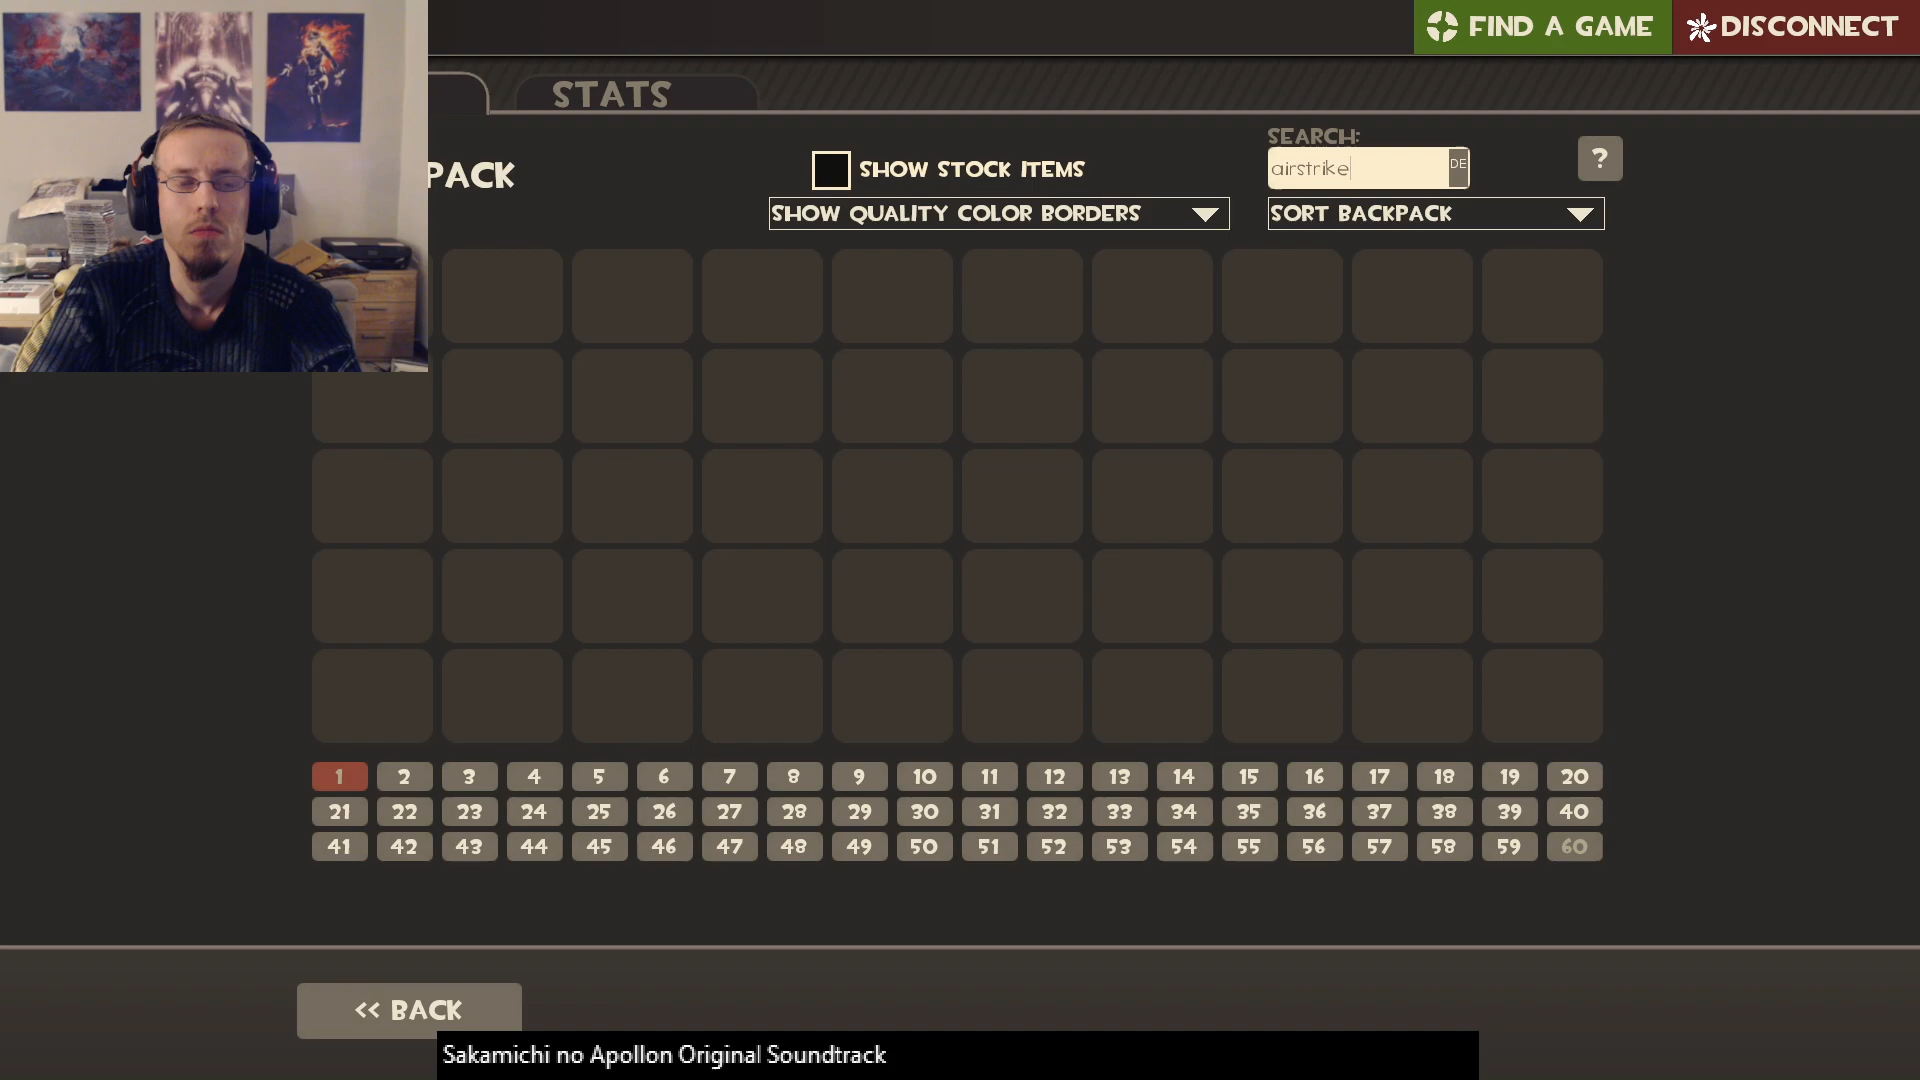 FIND A GAME
DISCONNECT
STATS
PACK
SHOW STOCK ITEMS
SEARCH:
airstrike
DE
?
SHOW QUALITY COLOR BORDERS
SORT BACKPACK
1 2 3 4 5 6 7 8 9 10 11 12 13 14 15 16 17 18 19 20
21 22 23 24 25 26 27 28 29 30 31 32 33 34 35 36 37 38 39 40
41 42 43 44 45 46 47 48 49 50 51 52 53 54 55 56 57 58 59 60
<< BACK
Sakamichi no Apollon Original Soundtrack